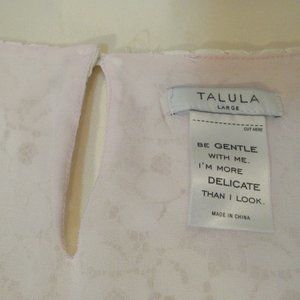 TALULA
LARGE
CUT HERE
BE GENTLE
WITH ME.
I'M MORE
DELICATE
THAN I LOOK.
MADE IN CHINA